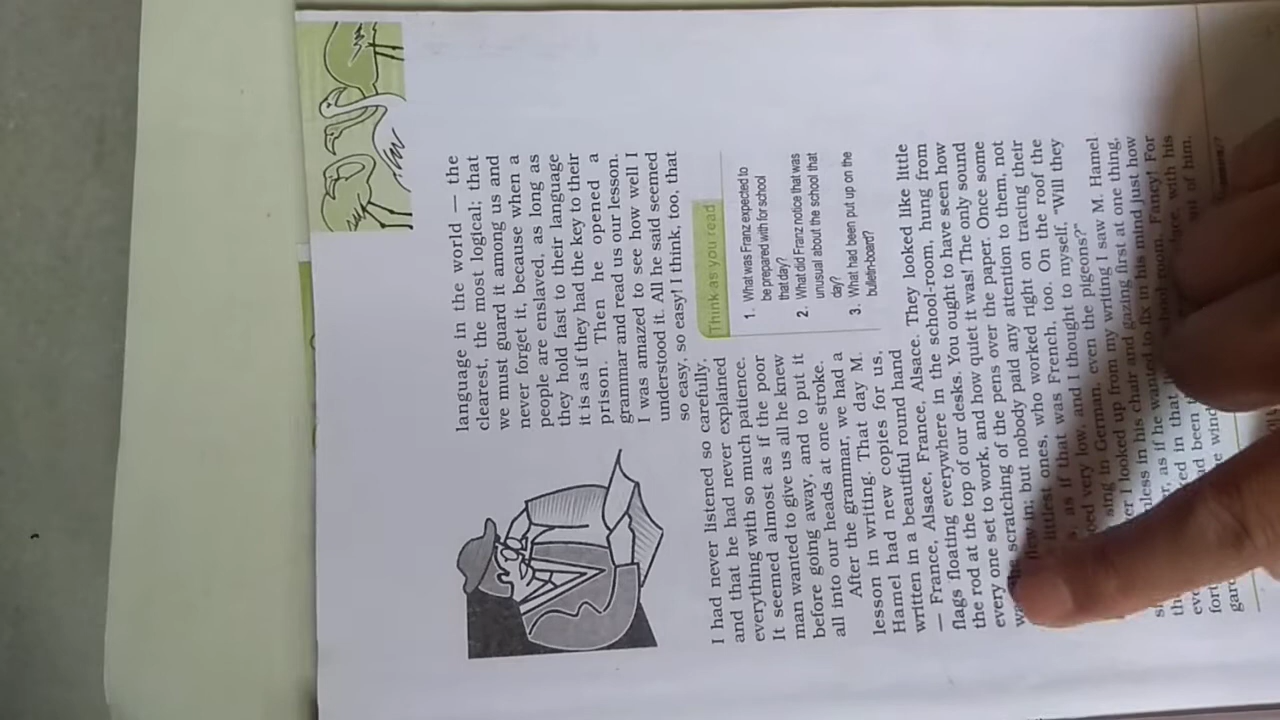 language in the world — the
clearest, the most logical; that
we must guard it among us and
never forget it, because when a
people are enslaved, as long as
they hold fast to their language
it is as if they had the key to their
prison. Then he opened a
grammar and read us our lesson.
I was amazed to see how well I
understood it. All he said seemed
so easy, so easy! I think, too, that
I had never listened so carefully,
and that he had never explained
everything with so much patience.
It seemed almost as if the poor
man wanted to give us all he knew
before going away, and to put it
all into our heads at one stroke.
After the grammar, we had a
lesson in writing. That day M.
Hamel had new copies for us,
written in a beautiful round hand
Think as you read
1. What was Franz expected to
be prepared with for school
that day?
2. What did Franz notice that was
unusual about the school that
day?
3. What had been put up on the
bulletin-board?
— France, Alsace, France, Alsace. They looked like little
flags floating everywhere in the school-room, hung from
the rod at the top of our desks. You ought to have seen how
every one set to work, and how quiet it was! The only sound
the scratching of the pens over the paper. Once some
flew in; but nobody paid any attention to them, not
littlest ones, who worked right on tracing their
as if that was French, too. On the roof of the
very low, and I thought to myself, “Will they
sing in German, even the pigeons?”
I looked up from my writing I saw M. Hamel
in his chair and gazing first at one thing,
as if he wanted to fix in his mind just how
room. Fancy! For
in that with his
had been of him,
wind